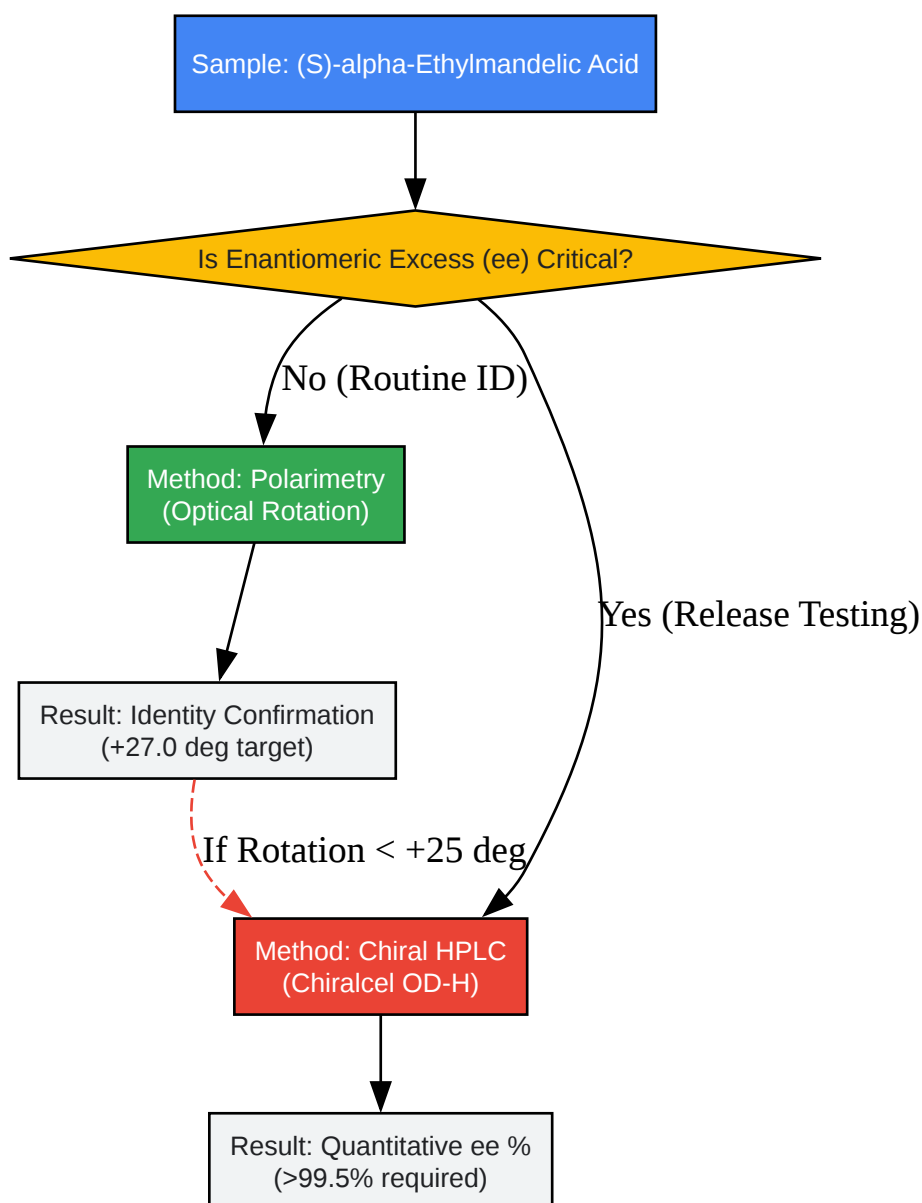 Sample: (S)-alpha-Ethylmandelic Acid
Is Enantiomeric Excess (ee) Critical?
No (Routine ID)
Method: Polarimetry
(Optical Rotation)
Yes (Release Testing)
Result: Identity Confirmation
(+27.0 deg target)
If Rotation < +25 deg
Method: Chiral HPLC
(Chiralcel OD-H)
Result: Quantitative ee %
(>99.5% required)